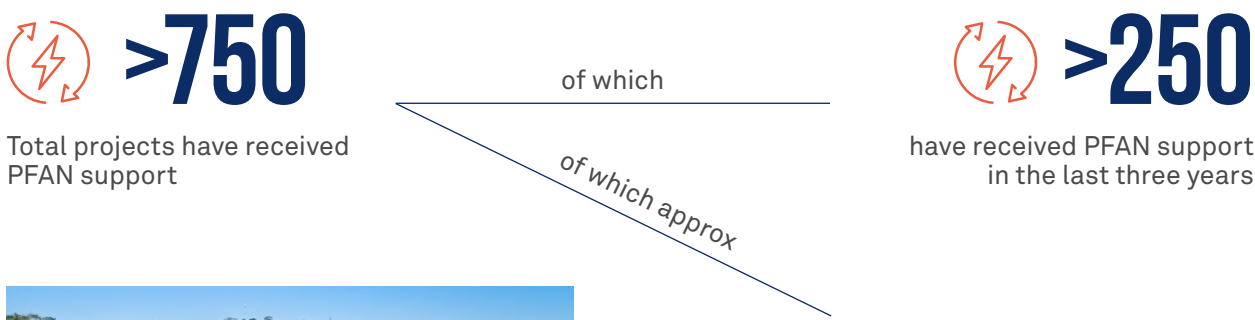 >750
Total projects have received
PFAN support
of which
of which approx
>250
have received PFAN support
in the last three years